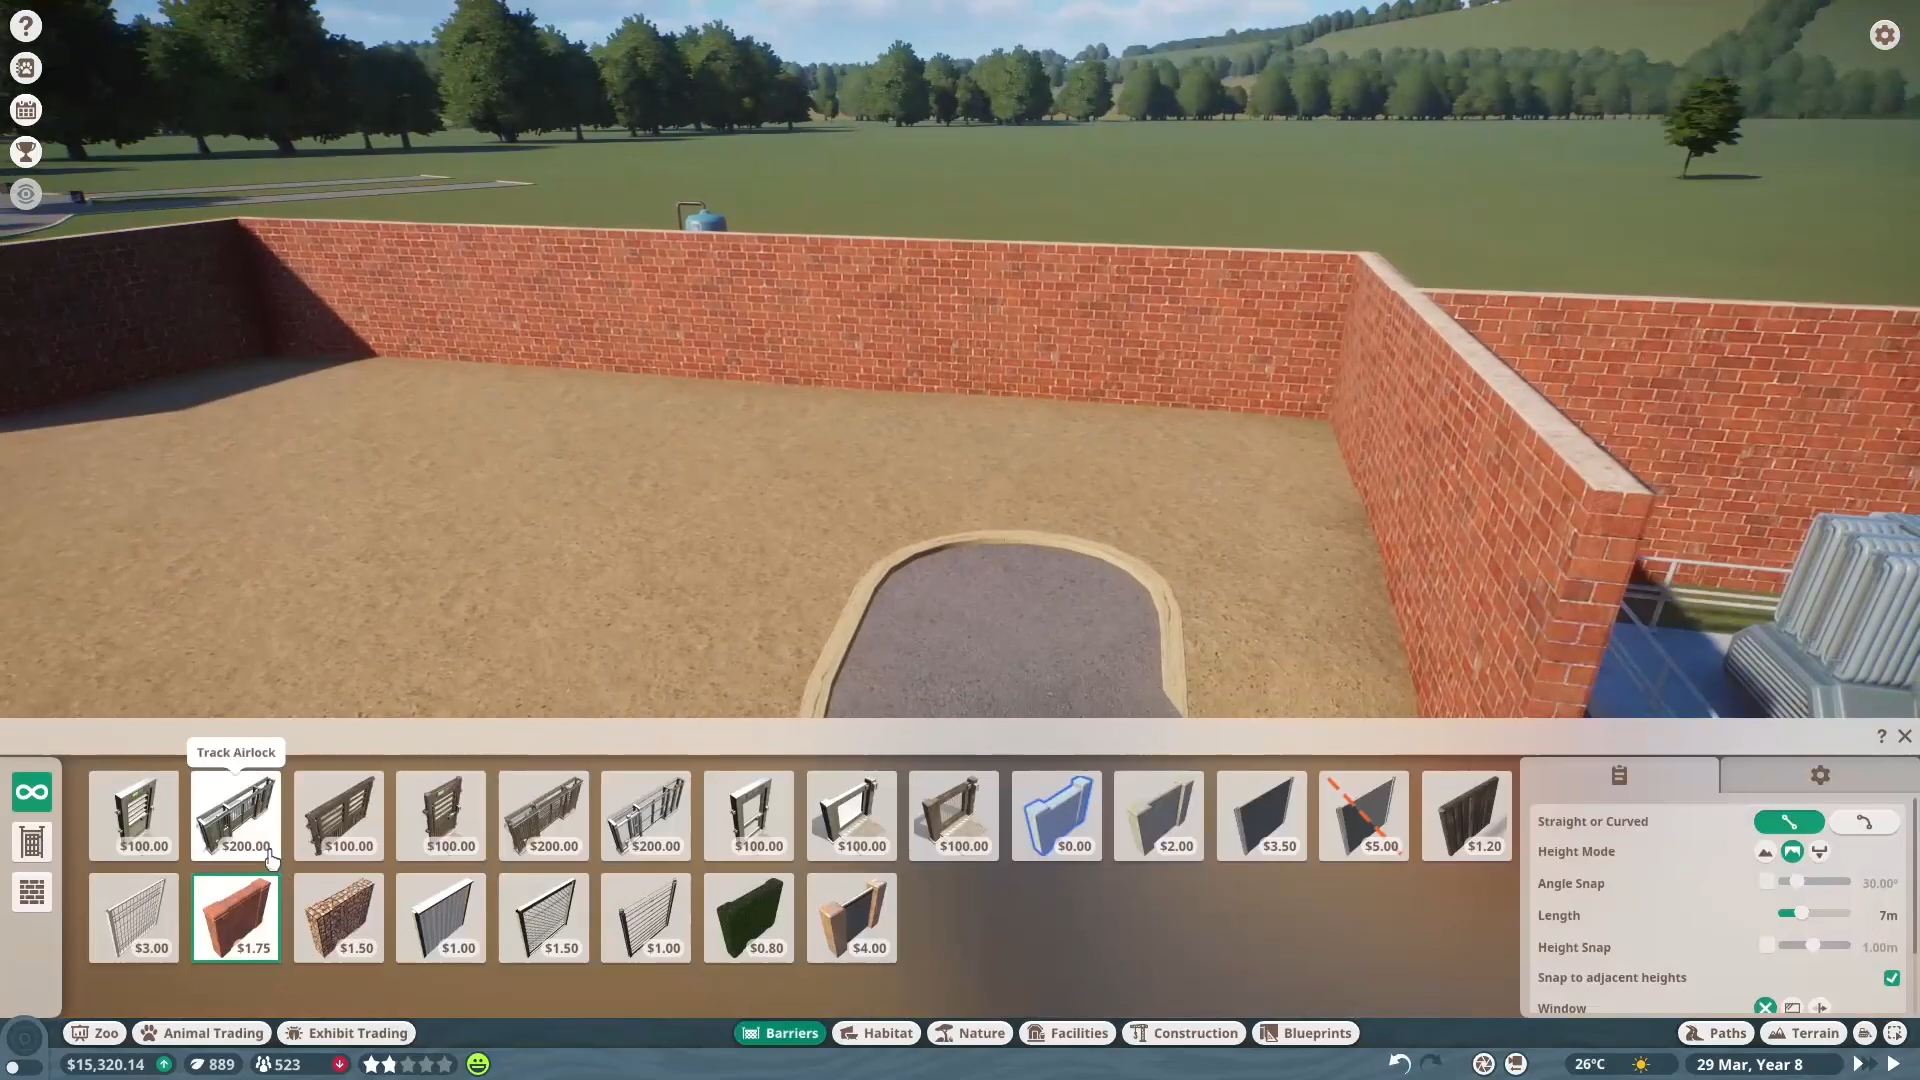 ?
? 
Track Airlock
$100.00 $200.00 $100.00 $100.00 $200.00 $200.00 $100.00 $100.00 $100.00 $0.00 $2.00 $3.50 $5.00 $1.20
$3.00 $1.75 $1.50 $1.00 $1.50 $1.00 $0.80 $4.00
Straight or Curved
Height Mode
Angle Snap 30.00°
Length 7m
Height Snap 1.00m
Snap to adjacent heights
Window
Zoo Animal Trading Exhibit Trading Barriers Habitat Nature Facilities Construction Blueprints Paths Terrain
$15,320.14 889 523 26°C 29 Mar, Year 8